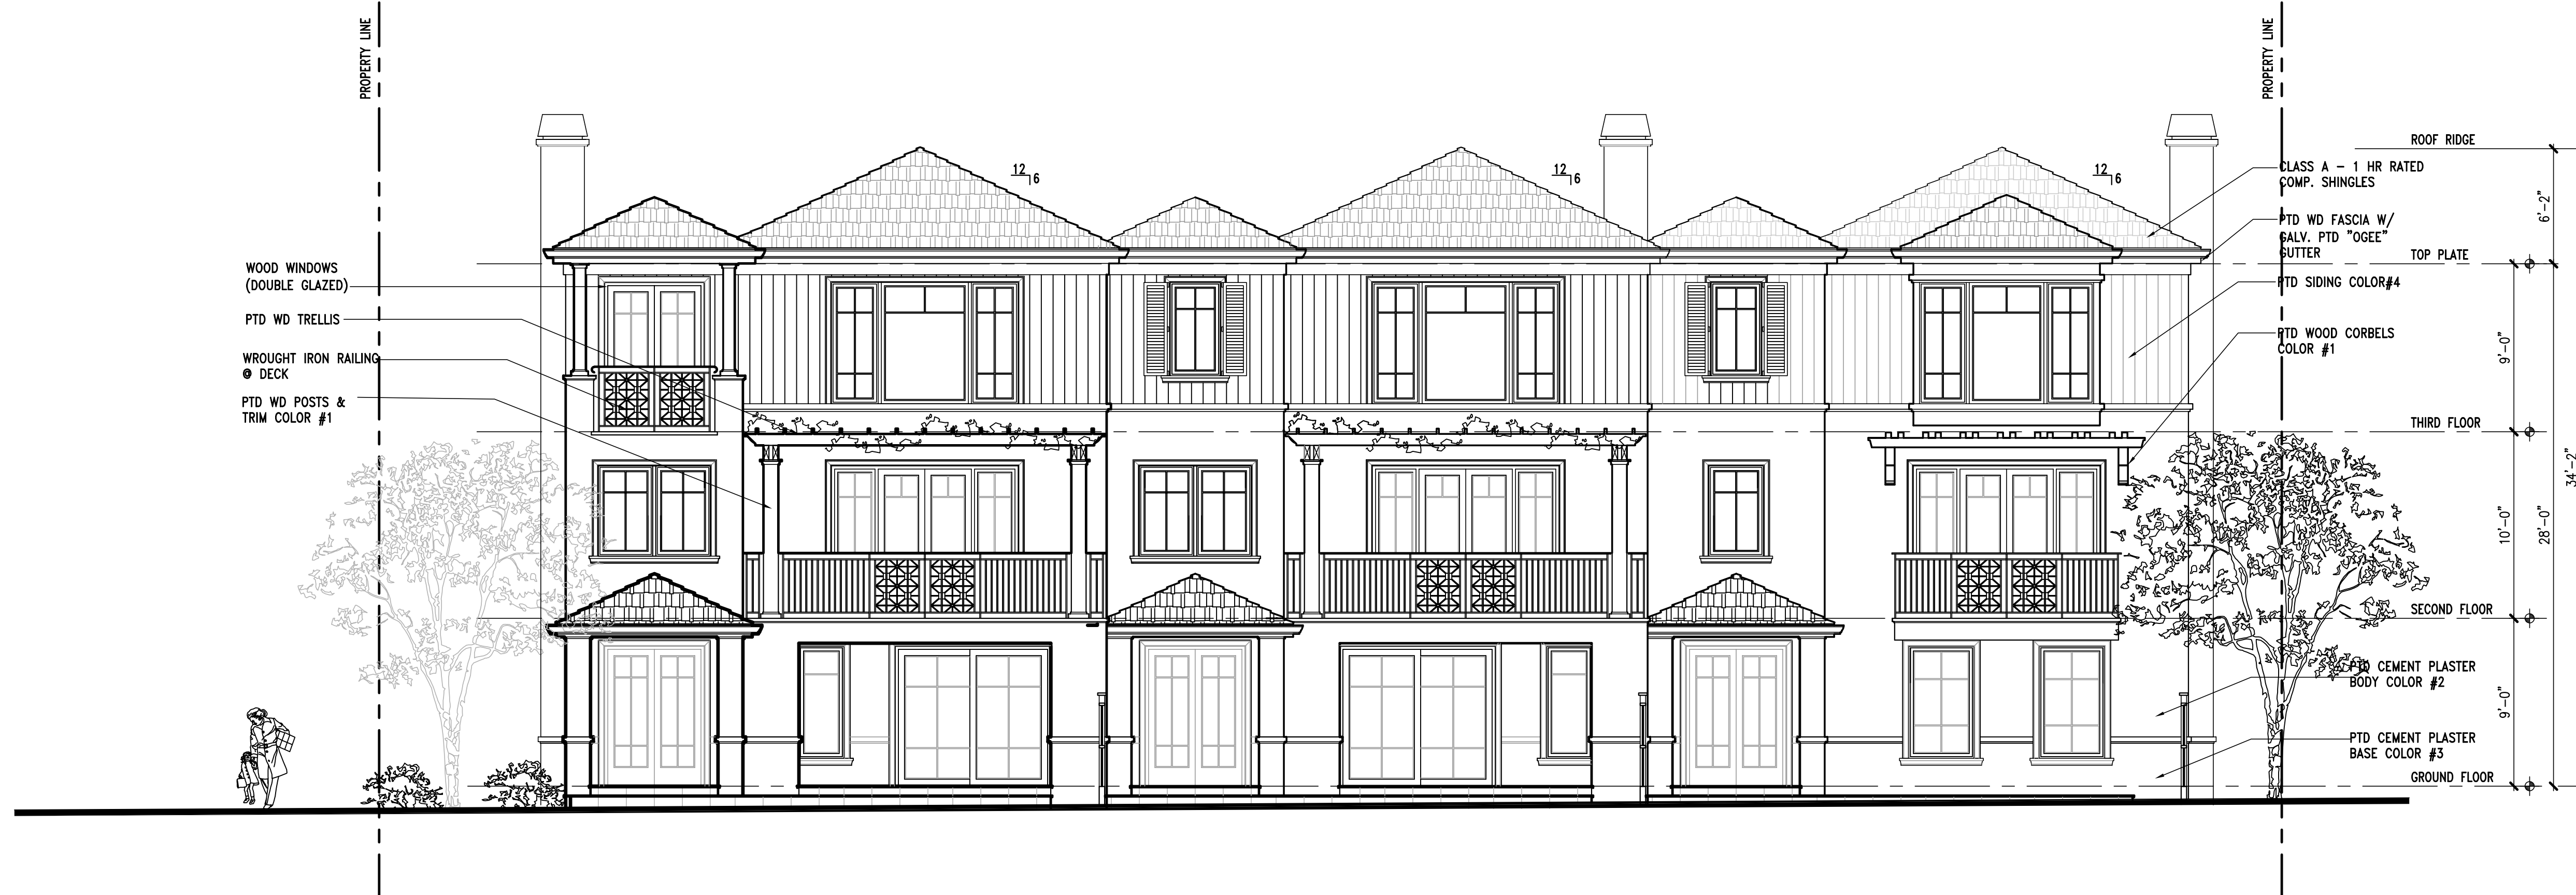 PROPERTY LINE
PROPERTY LINE
WOOD WINDOWS
(DOUBLE GLAZED)
PTD WD TRELLIS
WROUGHT IRON RAILING
@ DECK
PTD WD POSTS &
TRIM COLOR #1
12
6
12
6
12
6
ROOF RIDGE
CLASS A - 1 HR RATED
COMP. SHINGLES
PTD WD FASCIA W/
GALV. PTD "OGEE"
GUTTER
TOP PLATE
PTD SIDING COLOR#4
PTD WOOD CORBELS
COLOR #1
THIRD FLOOR
SECOND FLOOR
PTD CEMENT PLASTER
BODY COLOR #2
PTD CEMENT PLASTER
BASE COLOR #3
GROUND FLOOR
6'-2"
9'-0"
10'-0"
9'-0"
28'-0"
34'-2"